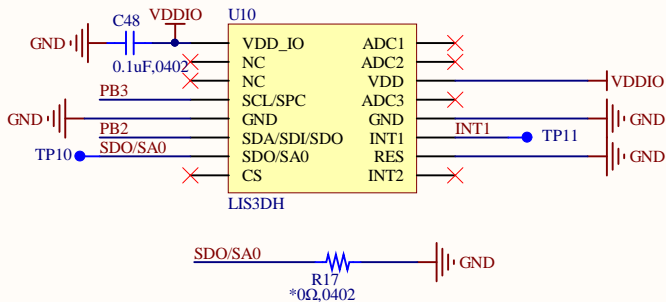 C48
VDDIO
U10
GND
0.1uF,0402
VDD_IO
NC
NC
SCL/SPC
GND
SDA/SDI/SDO
SDO/SA0
CS
ADC1
ADC2
VDD
ADC3
GND
INT1
RES
INT2
PB3
GND
PB2
TP10
SDO/SA0
VDDIO
GND
INT1
TP11
GND
LIS3DH
SDO/SA0
R17
*0Ω,0402
GND